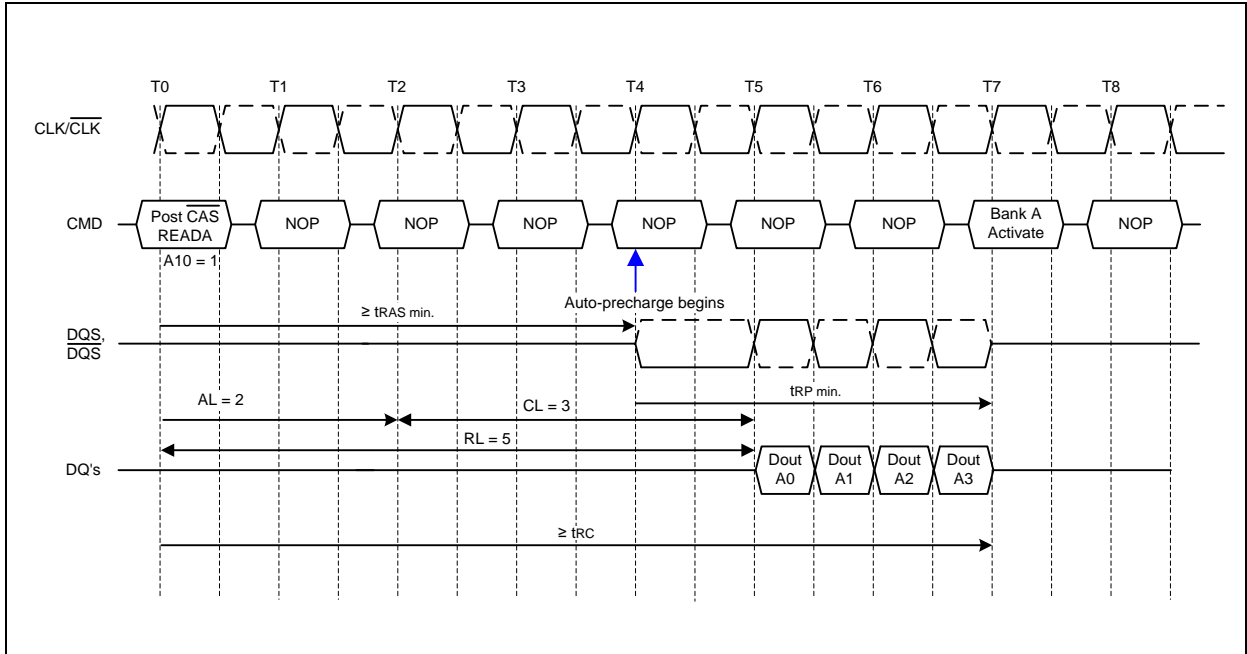 T0 T1 T2 T3 T4 T5 T6 T7 T8
CLK/CLK
CMD
Post CAS
READA
NOP NOP NOP NOP NOP NOP
Bank A
Activate
NOP
A10 = 1
Auto-precharge begins
≥ tRAS min.
DQS,
DQS
tRP min.
AL = 2
CL = 3
RL = 5
DQ's
Dout
A0
Dout
A1
Dout
A2
Dout
A3
≥ tRC